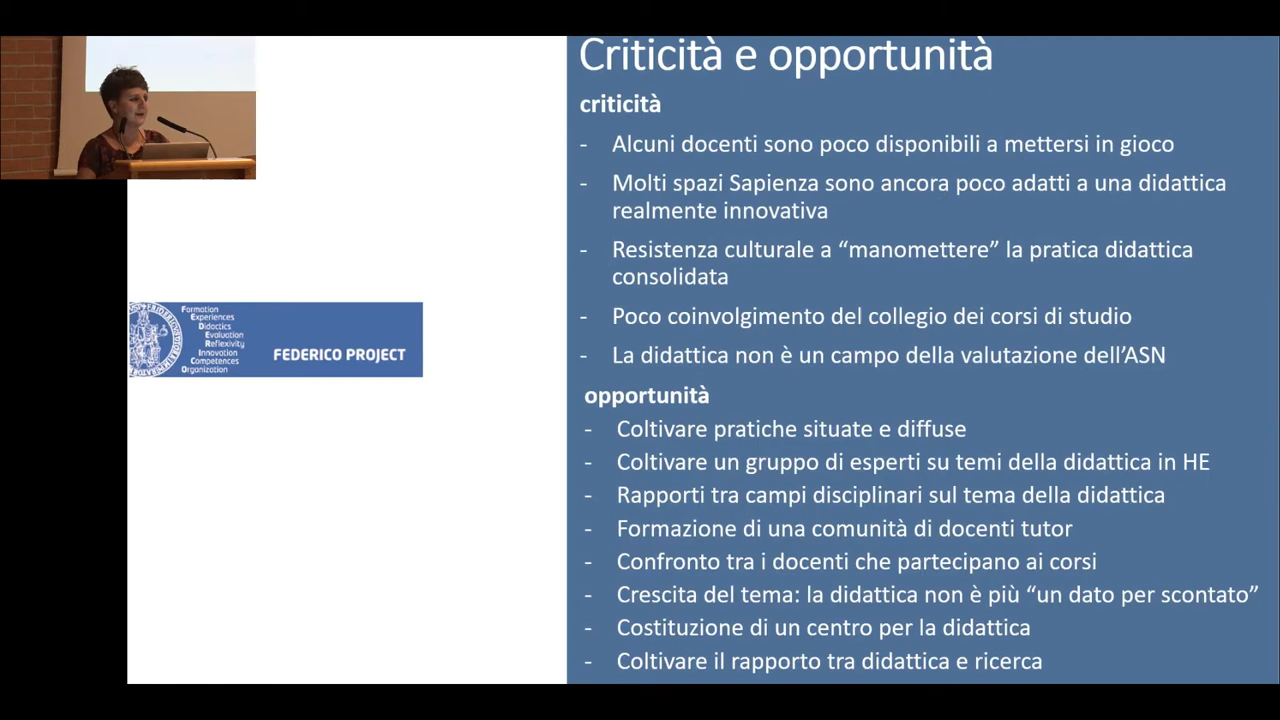 Criticità e opportunità
criticità
- Alcuni docenti sono poco disponibili a mettersi in gioco
- Molti spazi Sapienza sono ancora poco adatti a una didattica
realmente innovativa
- Resistenza culturale a “manomettere” la pratica didattica
consolidata
- Poco coinvolgimento del collegio dei corsi di studio
- La didattica non è un campo della valutazione dell’ASN
opportunità
- Coltivare pratiche situate e diffuse
- Coltivare un gruppo di esperti su temi della didattica in HE
- Rapporti tra campi disciplinari sul tema della didattica
- Formazione di una comunità di docenti tutor
- Confronto tra i docenti che partecipano ai corsi
- Crescita del tema: la didattica non è più “un dato per scontato”
- Costituzione di un centro per la didattica
- Coltivare il rapporto tra didattica e ricerca
Formation
Experiences
Didactics
Evaluation
Reflexivity
Innovation
Competences
Organization
FEDERICO PROJECT